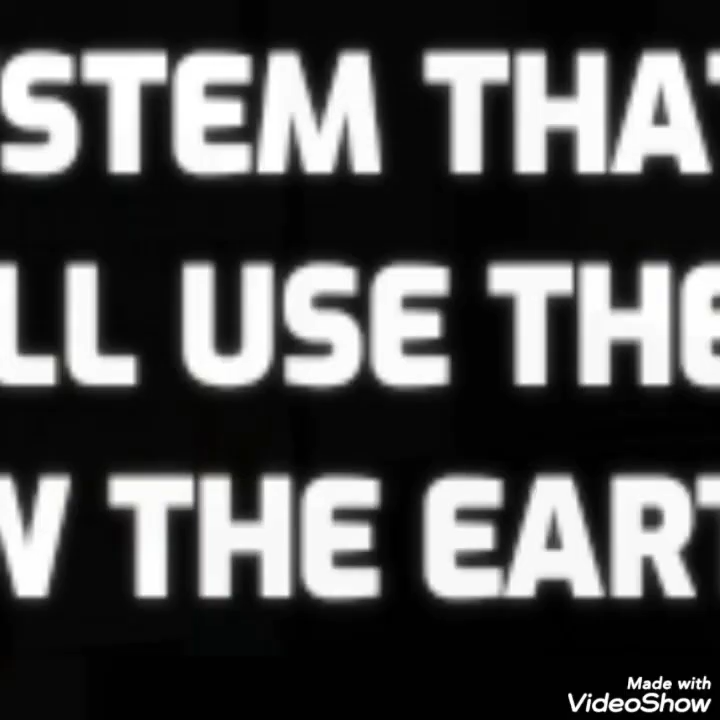 STEM THAT
LL USE THE
W THE EART
Made with
VideoShow